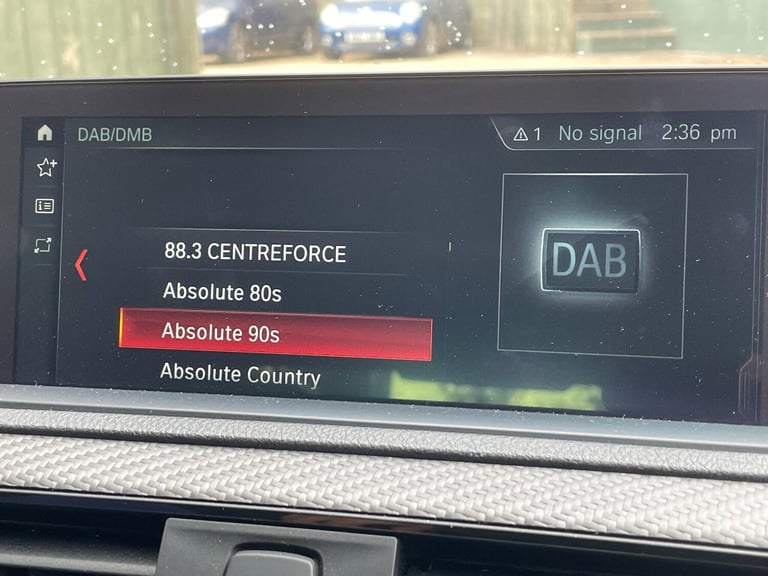 DAB/DMB
1 No signal 2:36 pm
88.3 CENTREFORCE
Absolute 80s
Absolute 90s
Absolute Country
DAB